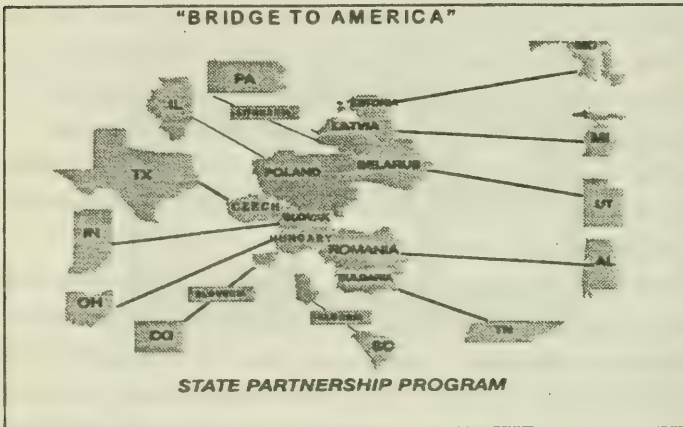 "BRIDGE TO AMERICA"
MD
PA
IL
ESTONIA
LATVIA
MI
TX
POLAND
BELARUS
CZECH
UT
IN
HUNGARY
ROMANIA
AL
OH
BULGARIA
CO
SC
TN
STATE PARTNERSHIP PROGRAM